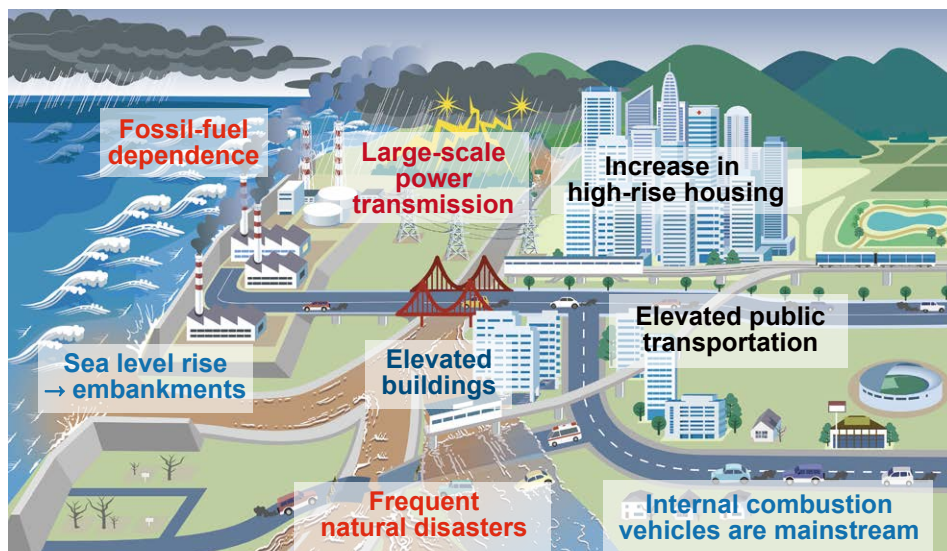 Fossil-fuel
dependence
Large-scale
power
transmission
Increase in
high-rise housing
Elevated public
transportation
Sea level rise
→ embankments
Elevated
buildings
Frequent
natural disasters
Internal combustion
vehicles are mainstream